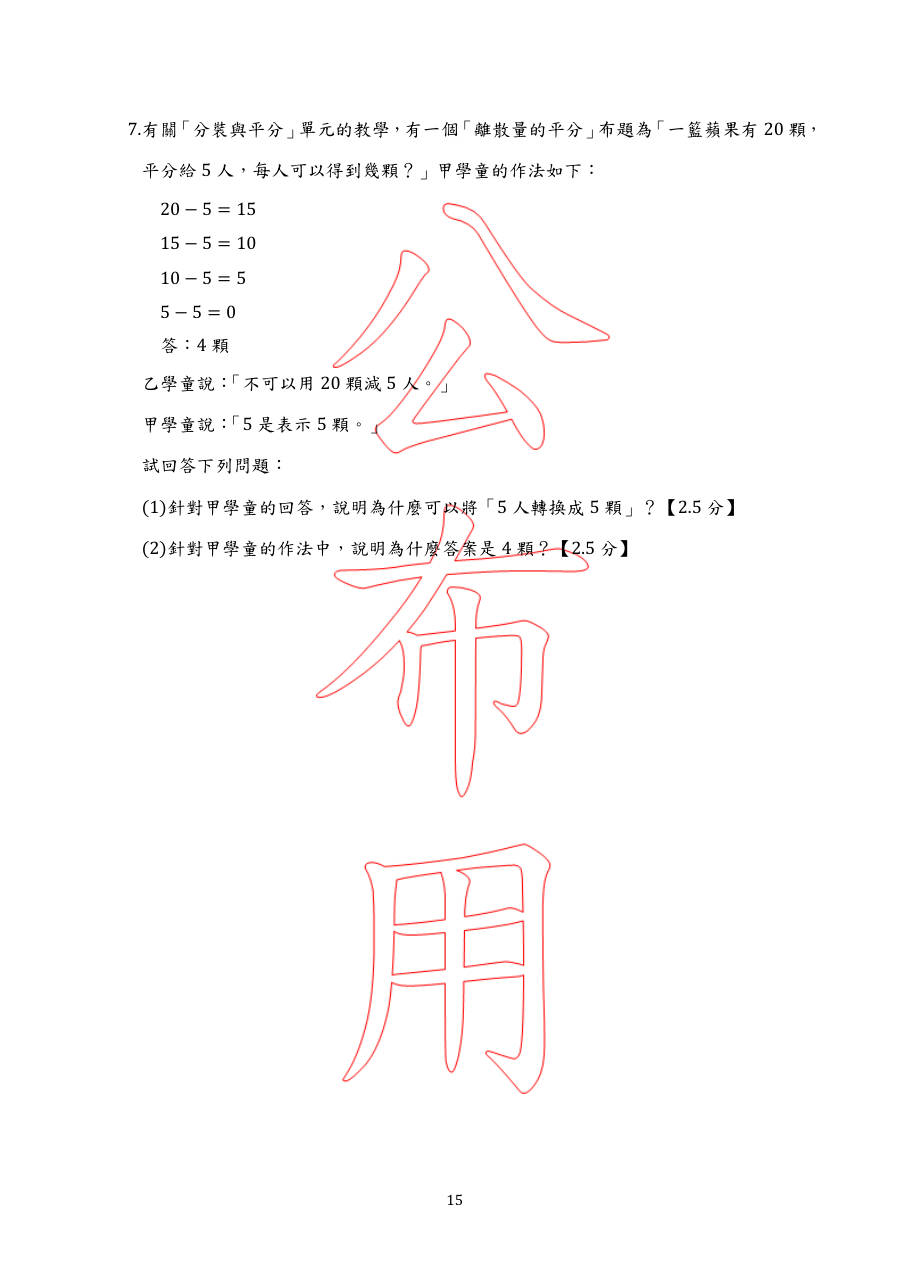 7.有關「分裝與平分」單元的教學，有一個「離散量的平分」布題為「一籃蘋果有 20 顆，
平分給 5 人，每人可以得到幾顆？」甲學童的作法如下：
20 − 5 = 15
15 − 5 = 10
10 − 5 = 5
5 − 5 = 0
答：4 顆
乙學童說：「不可以用 20 顆減 5 人。」
甲學童說：「5 是表示 5 顆。」
試回答下列問題：
(1)針對甲學童的回答，說明為什麼可以將「5 人轉換成 5 顆」？【2.5 分】
(2)針對甲學童的作法中，說明為什麼答案是 4 顆？【2.5 分】
公
布
用
15